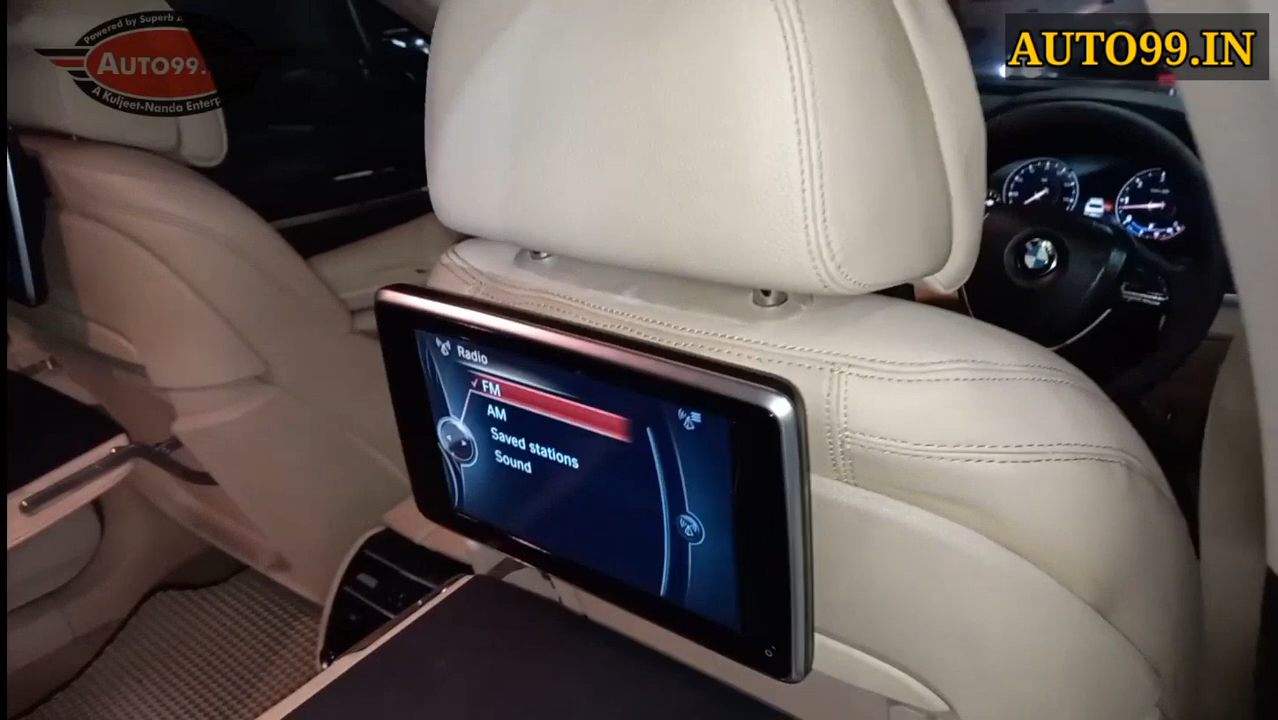 Powered by Superb
AUTO99.
A Kuljeet-Nanda Enterp
AUTO99.IN
Radio
✓ FM
AM
Saved stations
Sound